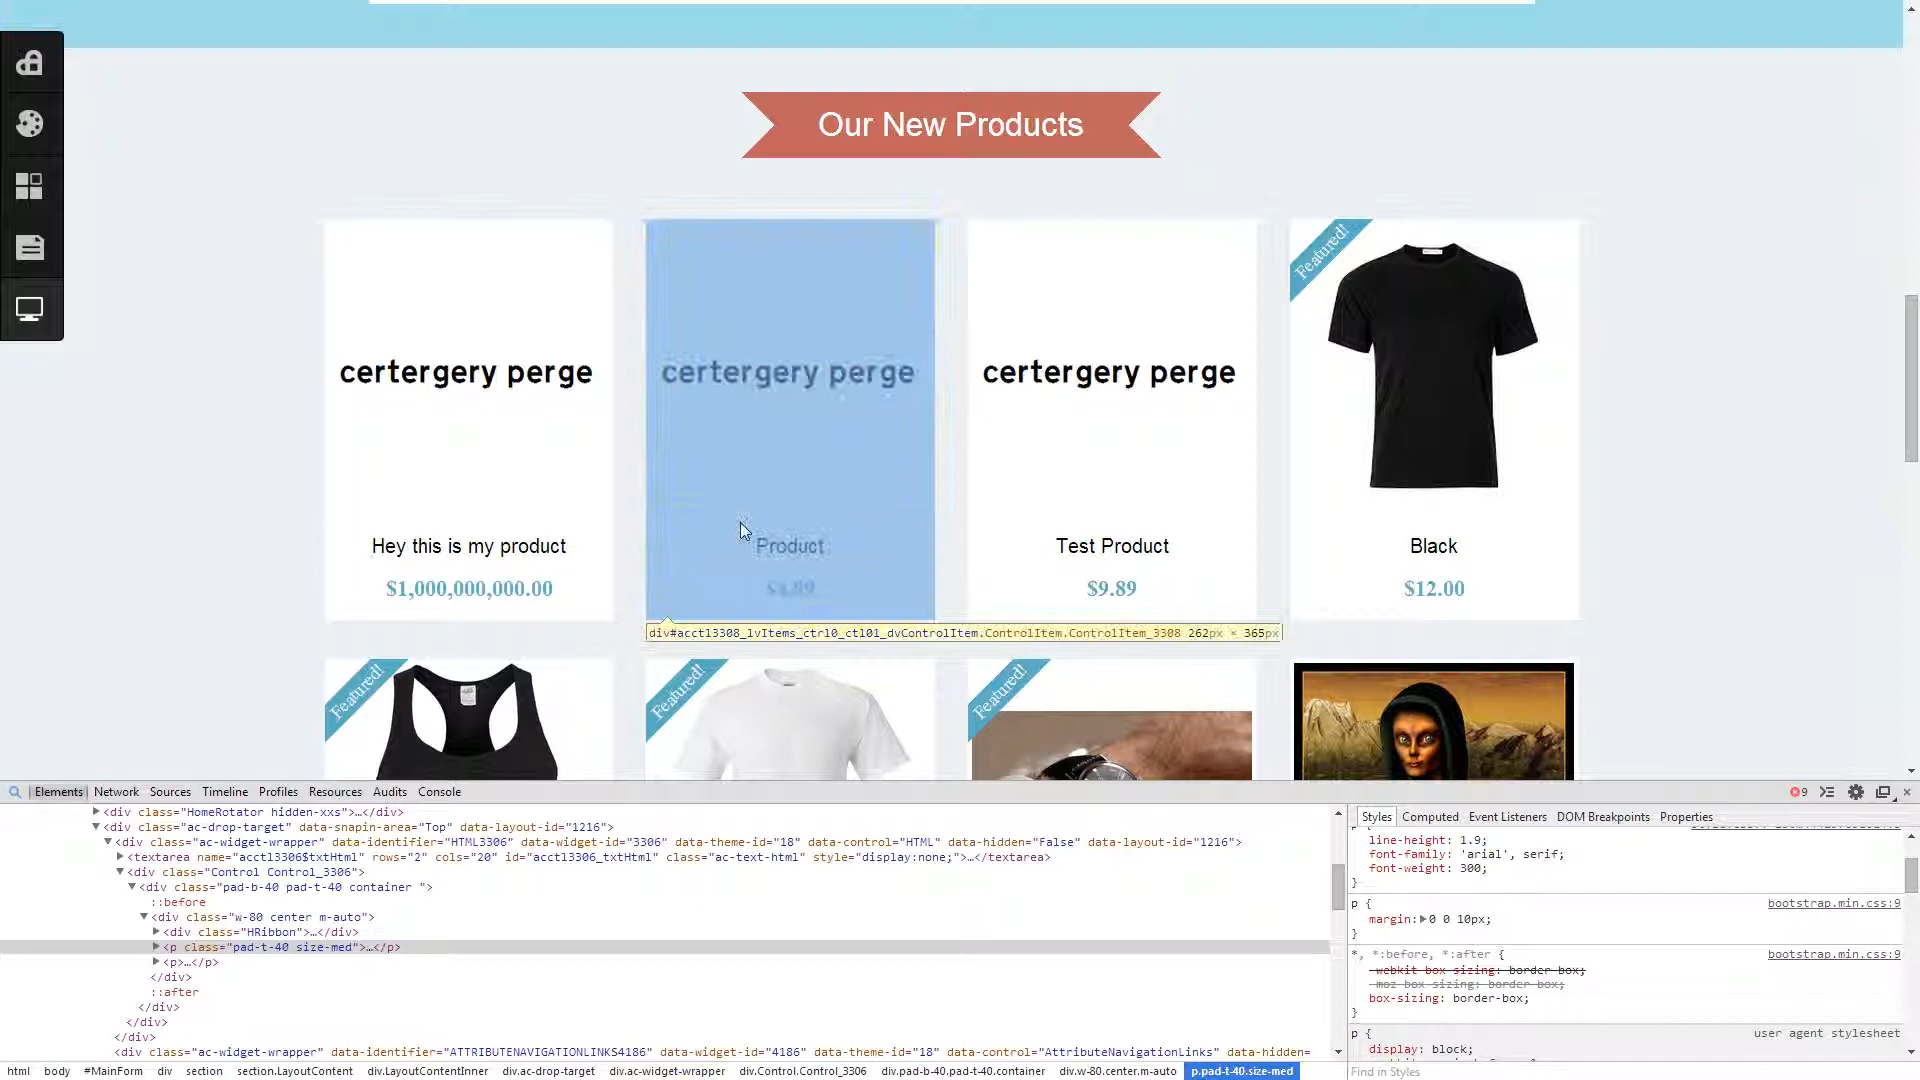 Our New Products
certergery perge
certergery perge
certergery perge
Featured!
Hey this is my product
Product
Test Product
Black
$1,000,000,000.00
$9.89
$12.00
div#acctl3308_lvItems_ctrl0_ctl01_dvControlItem.ControlItem.ControlItem_3308 262px × 365px
Featured!
Featured!
Featured!
Elements Network Sources Timeline Profiles Resources Audits Console
9
<div class="HomeRotator hidden-xxs">…</div>
<div class="ac-drop-target" data-snapin-area="Top" data-layout-id="1216">
<div class="ac-widget-wrapper" data-identifier="HTML3306" data-widget-id="3306" data-theme-id="18" data-control="HTML" data-hidden="False" data-layout-id="1216">
<textarea name="acctl3306$txtHtml" rows="2" cols="20" id="acctl3306_txtHtml" class="ac-text-html" style="display:none;">…</textarea>
<div class="Control Control_3306">
<div class="pad-b-40 pad-t-40 container ">
::before
<div class="w-80 center m-auto">
<div class="HRibbon">…</div>
<p class="pad-t-40 size-med">…</p>
<p>…</p>
</div>
::after
</div>
</div>
</div>
<div class="ac-widget-wrapper" data-identifier="ATTRIBUTENAVIGATIONLINKS4186" data-widget-id="4186" data-theme-id="18" data-control="AttributeNavigationLinks" data-hidden=
html body #MainForm div section section.LayoutContent div.LayoutContentInner div.ac-drop-target div.ac-widget-wrapper div.Control.Control_3306 div.pad-b-40.pad-t-40.container div.w-80.center.m-auto p.pad-t-40.size-med
Styles Computed Event Listeners DOM Breakpoints Properties
line-height: 1.9;
font-family: 'arial', serif;
font-weight: 300;
}
p { bootstrap.min.css:9
margin: 0 0 10px;
}
*, *:before, *:after { bootstrap.min.css:9
-webkit-box-sizing: border-box;
-moz-box-sizing: border-box;
box-sizing: border-box;
}
p { user agent stylesheet
display: block;
Find in Styles